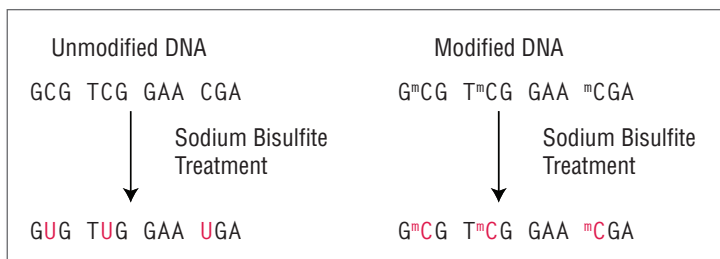 Unmodified DNA
GCG TCG GAA CGA
Sodium Bisulfite
Treatment
GUG TUG GAA UGA
Modified DNA
GᵐCG TᵐCG GAA ᵐCGA
Sodium Bisulfite
Treatment
GᵐCG TᵐCG GAA ᵐCGA